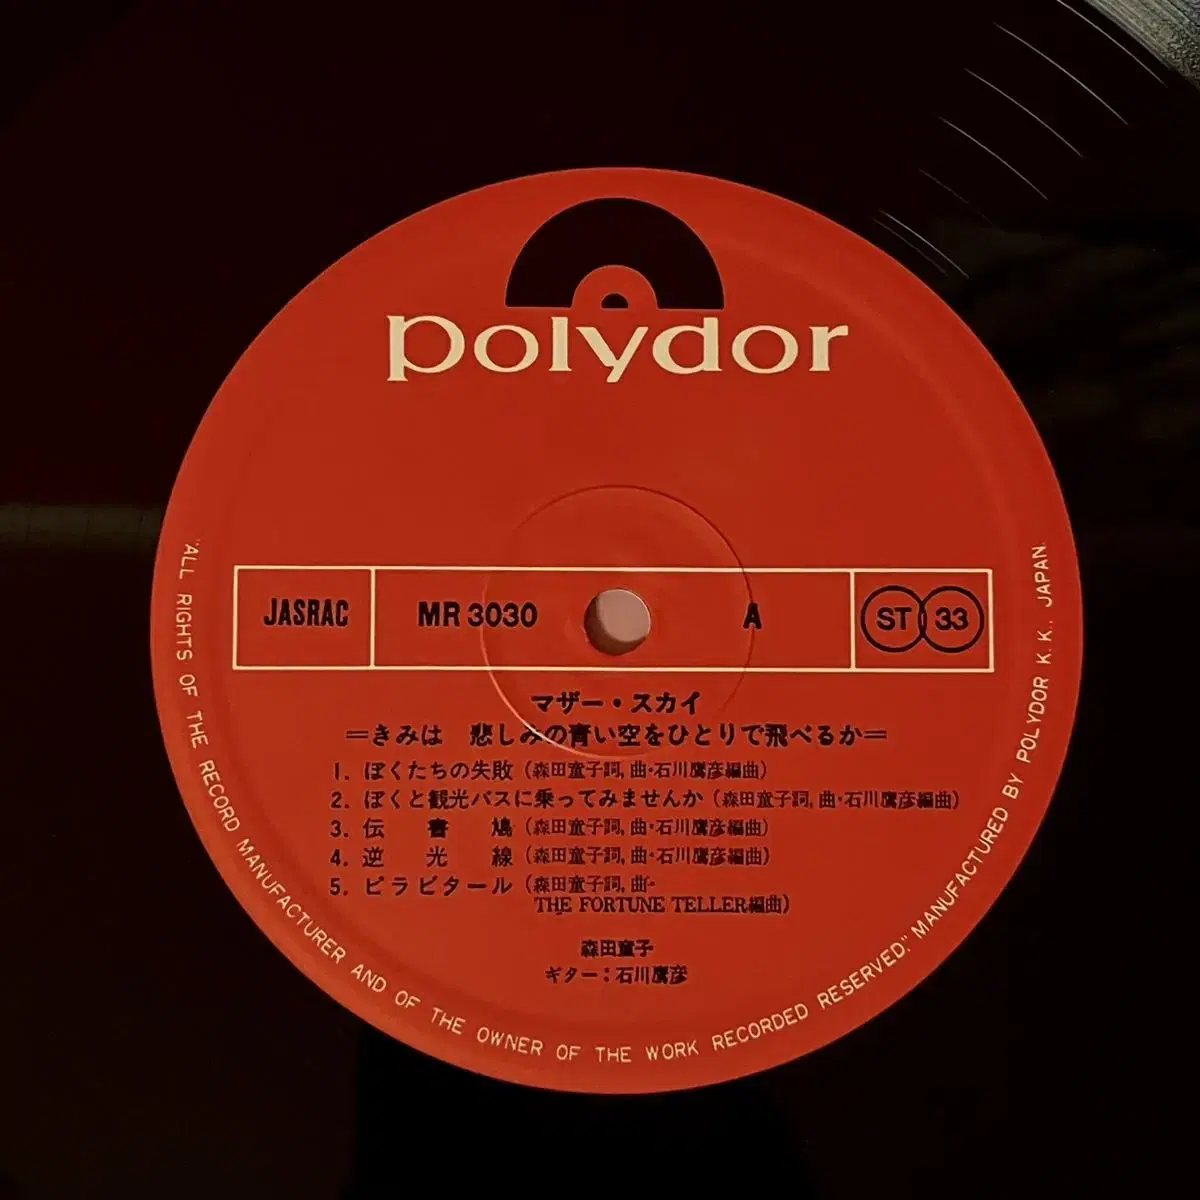 polydor
JASRAC
MR 3030
A
ST 33
マザー・スカイ
=きみは 悲しみの青い空をひとりで飛べるか=
1. ぼくたちの失敗 (森田童子詞, 曲・石川鷹彦編曲)
2. ぼくと観光バスに乗ってみませんか (森田童子詞, 曲・石川鷹彦編曲)
3. 伝書鳩 (森田童子詞, 曲・石川鷹彦編曲)
4. 逆光線 (森田童子詞, 曲・石川鷹彦編曲)
5. ピラビタール (森田童子詞, 曲・
THE FORTUNE TELLER編曲)
森田童子
ギター：石川鷹彦
"ALL RIGHTS OF THE RECORD MANUFACTURER AND OF THE OWNER OF THE WORK RECORDED RESERVED." MANUFACTURED BY POLYDOR K. K., JAPAN.